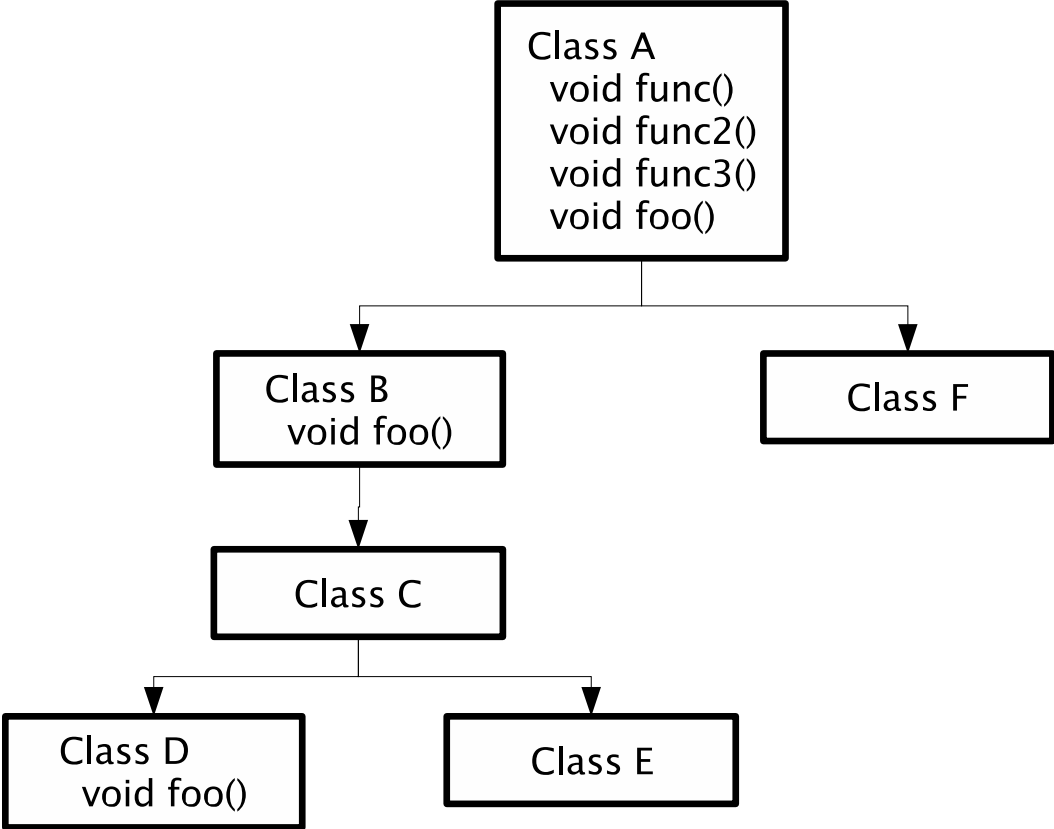 Class A
void func()
void func2()
void func3()
void foo()
Class B
void foo()
Class F
Class C
Class D
void foo()
Class E